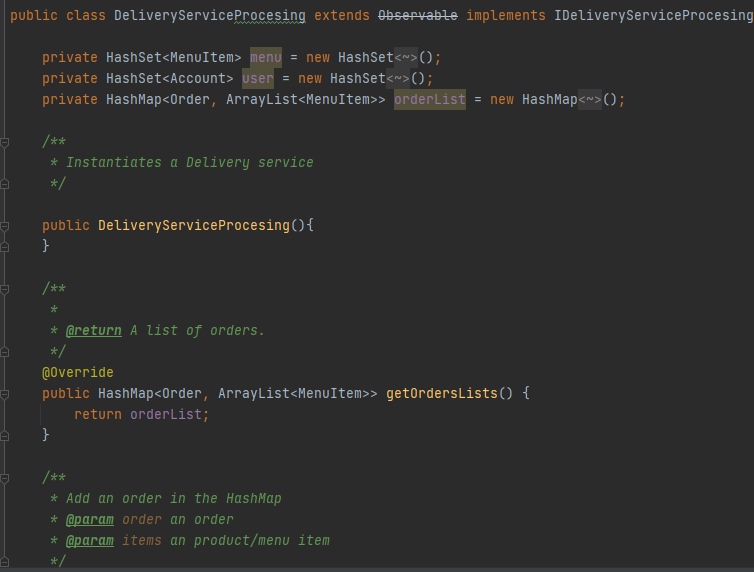 public class DeliveryServiceProcesing extends Observable implements IDeliveryServiceProcesing
private HashSet<MenuItem> menu = new HashSet<~>();
private HashSet<Account> user = new HashSet<~>();
private HashMap<Order, ArrayList<MenuItem>> orderList = new HashMap<~>();
/**
* Instantiates a Delivery service
*/
public DeliveryServiceProcesing(){
}
/**
*
* @return A list of orders.
*/
@Override
public HashMap<Order, ArrayList<MenuItem>> getOrdersLists() {
return orderList;
}
/**
* Add an order in the HashMap
* @param order an order
* @param items an product/menu item
*/